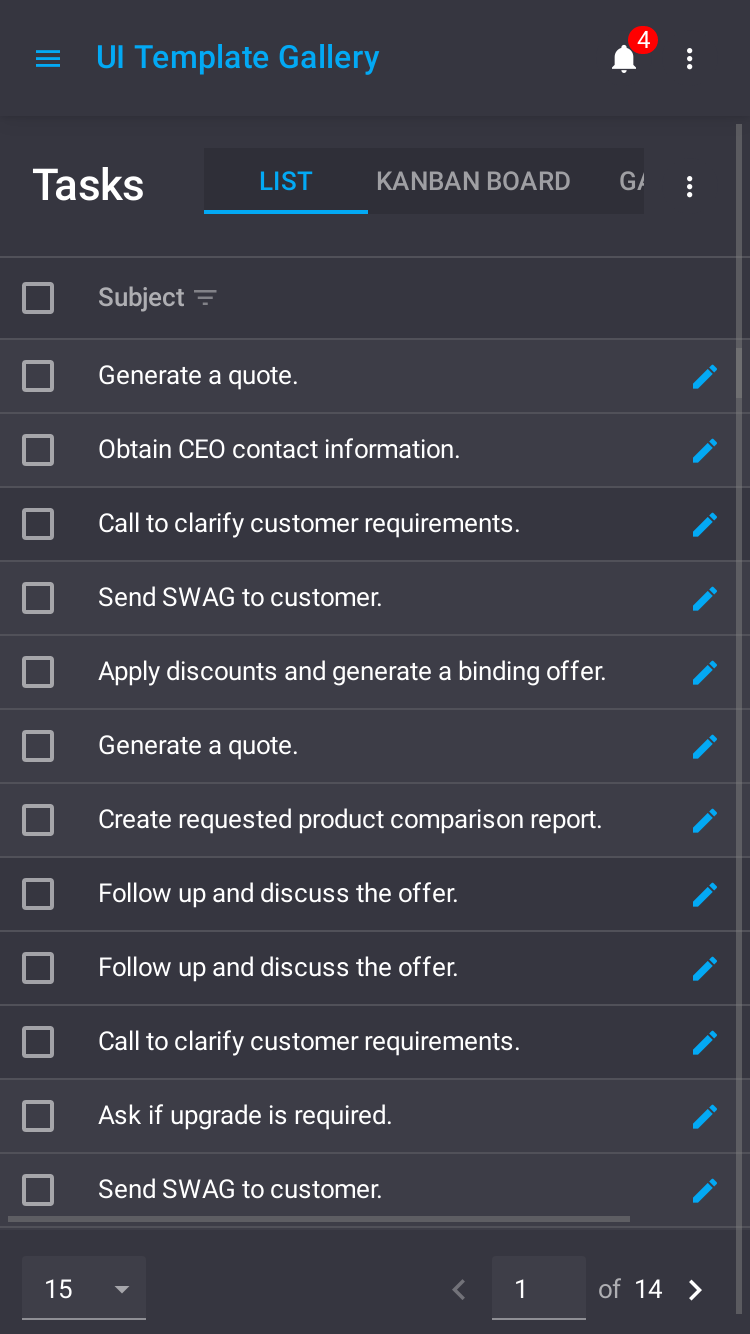 UI Template Gallery
4
Tasks
LIST
KANBAN BOARD
GA
Subject
Generate a quote.
Obtain CEO contact information.
Call to clarify customer requirements.
Send SWAG to customer.
Apply discounts and generate a binding offer.
Generate a quote.
Create requested product comparison report.
Follow up and discuss the offer.
Follow up and discuss the offer.
Call to clarify customer requirements.
Ask if upgrade is required.
Send SWAG to customer.
15
1
of 14